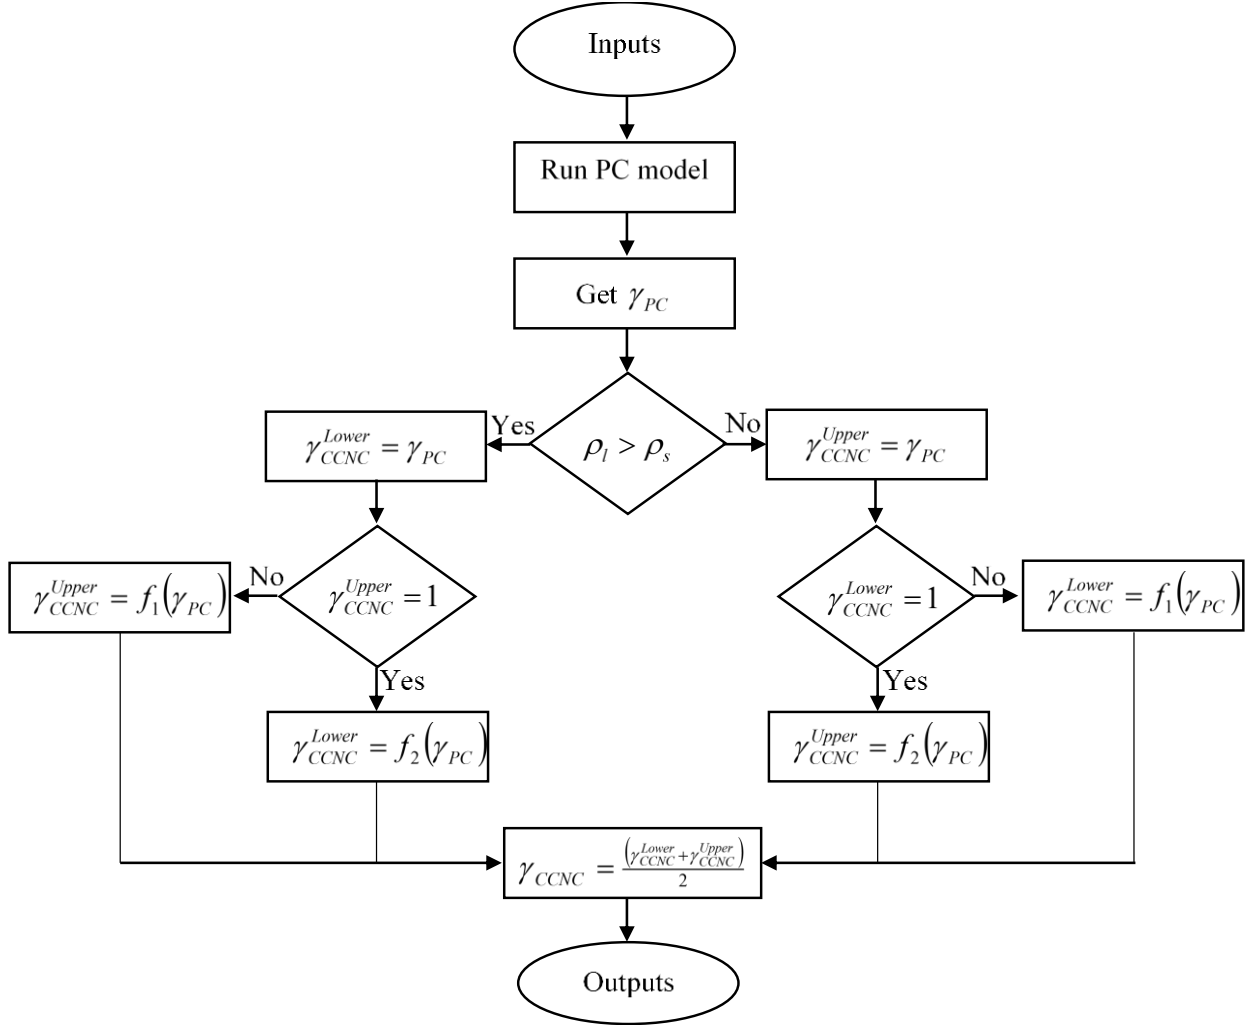 Inputs
Run PC model
Get γ_PC
Yes
No
γ_CCNC^Lower = γ_PC
ρ_l > ρ_s
γ_CCNC^Upper = γ_PC
No
No
γ_CCNC^Upper = f_1(γ_PC)
γ_CCNC^Upper = 1
γ_CCNC^Lower = 1
γ_CCNC^Lower = f_1(γ_PC)
Yes
Yes
γ_CCNC^Lower = f_2(γ_PC)
γ_CCNC^Upper = f_2(γ_PC)
γ_CCNC = (γ_CCNC^Lower + γ_CCNC^Upper) / 2
Outputs